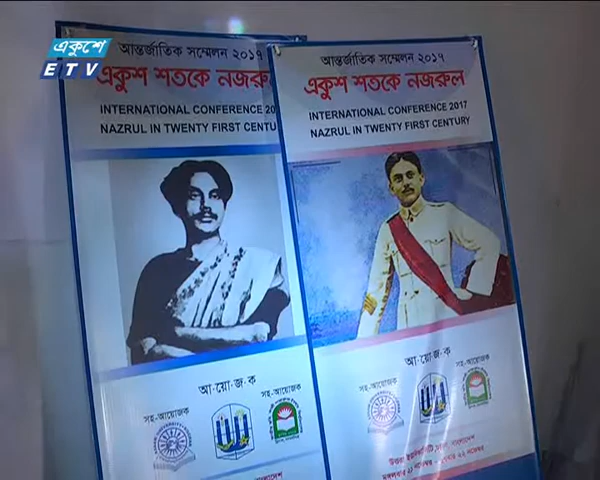 একুশে
ETV
আন্তর্জাতিক সম্মেলন ২০১৭
একুশ শতকে নজরুল
INTERNATIONAL CONFERENCE 20
NAZRUL IN TWENTY FIRST CENTU
আ·য়ো·জ·ক
সহ-আয়োজক
সহ-আয়োজক
আন্তর্জাতিক সম্মেলন ২০১৭
একুশ শতকে নজরুল
INTERNATIONAL CONFERENCE 2017
NAZRUL IN TWENTY FIRST CENTURY
আ·য়ো·জ·ক
সহ-আয়োজক
সহ-আয়োজক